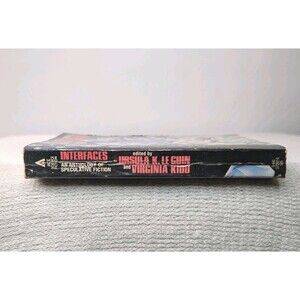 INTERFACES
AN ANTHOLOGY OF
SPECULATIVE FICTION
edited by
URSULA K. LE GUIN
and VIRGINIA KIDD